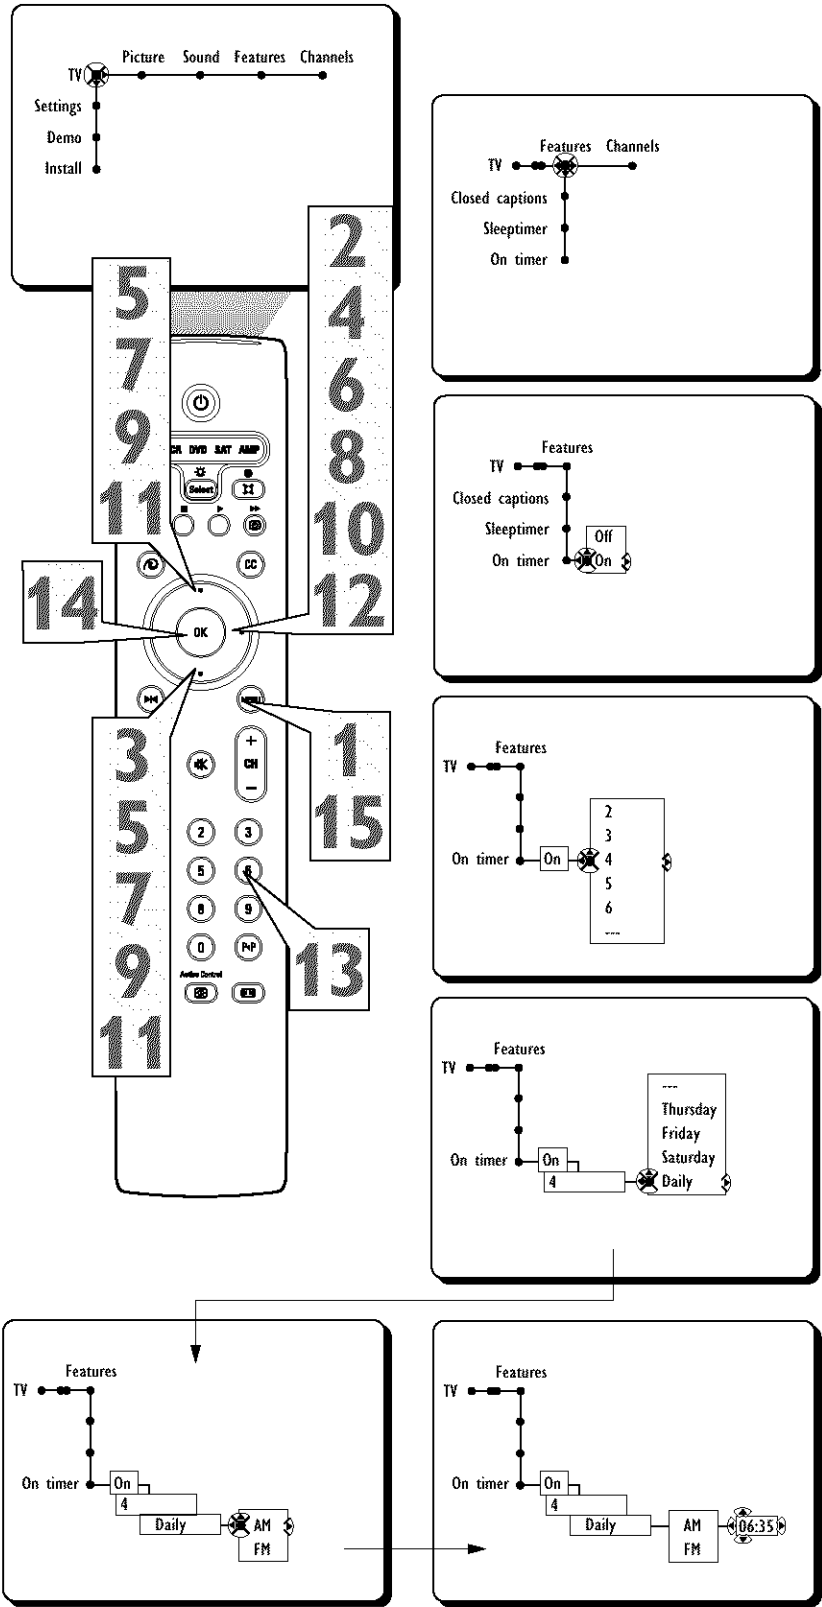 Picture Sound Features Channels
TV
Settings
Demo
Install
Features Channels
TV
Closed captions
Sleeptimer
On timer
5
7
9
11
2
4
6
8
10
12
DVD SAT AMP
Select
CC
14
OK
MENU
3
5
7
9
11
1
15
+
CH
−
2 3
5 6
8 9
0 P◂P
13
Active Control
Features
TV
Closed captions
Sleeptimer
Off
On timer On
Features
TV
2
3
On timer On 4
5
6
---
Features
TV
---
Thursday
Friday
Saturday
On timer On
4 Daily
Features
TV
On timer On
4
Daily AM
FM
Features
TV
On timer On
4
Daily AM 06:35
FM